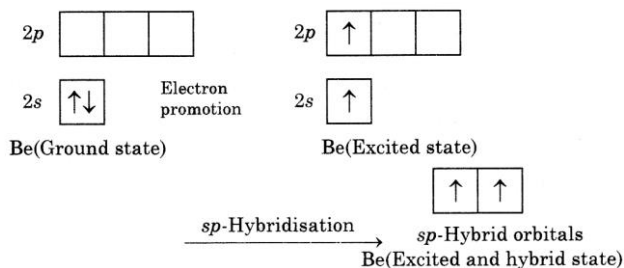 2p
2p
↑
2s
↑↓
Electron
promotion
2s
↑
Be(Ground state)
Be(Excited state)
↑ ↑
sp-Hybridisation
sp-Hybrid orbitals
Be(Excited and hybrid state)